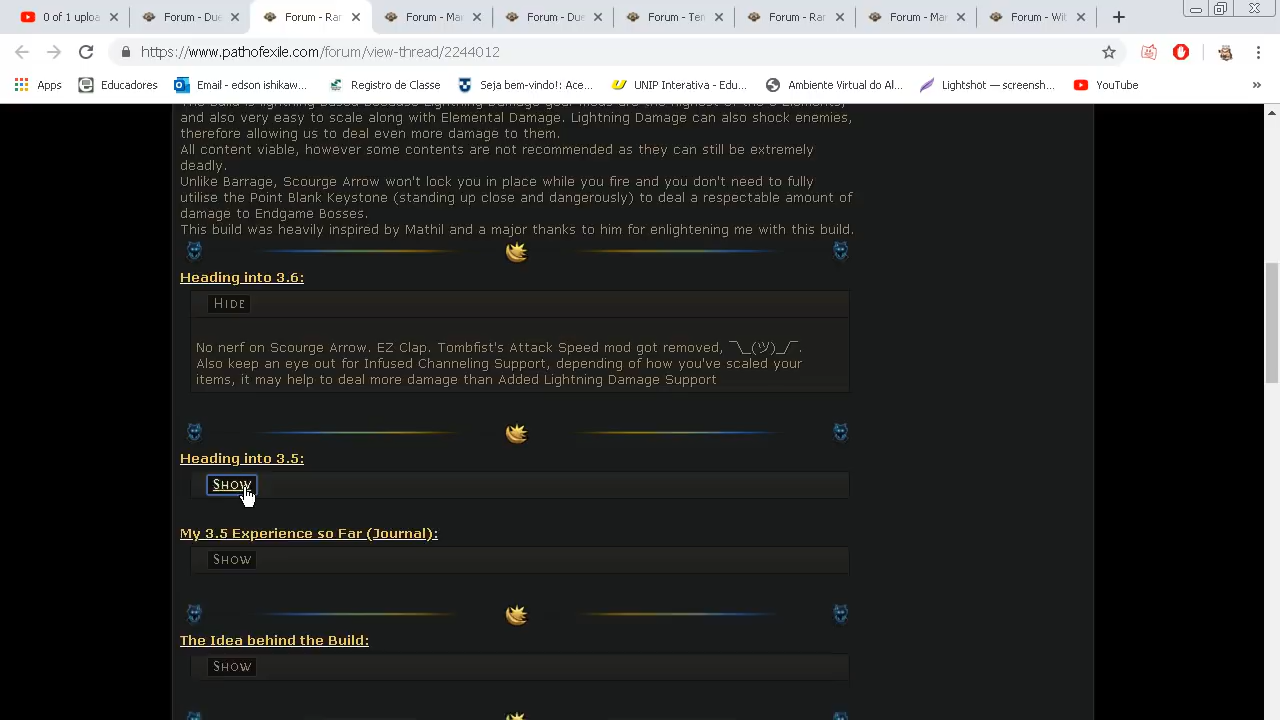 0 of 1 uploa
Forum - Due
Forum - Rar
Forum - Mar
Forum - Due
Forum - Tem
Forum - Rar
Forum - Mar
Forum - Wit
https://www.pathofexile.com/forum/view-thread/2244012
Apps
Educadores
Email - edson ishikaw...
Registro de Classe
Seja bem-vindo!: Ace...
UNIP Interativa - Edu...
Ambiente Virtual do Al...
Lightshot — screensh...
YouTube
»
and also very easy to scale along with Elemental Damage. Lightning Damage can also shock enemies,
therefore allowing us to deal even more damage to them.
All content viable, however some contents are not recommended as they can still be extremely
deadly.
Unlike Barrage, Scourge Arrow won't lock you in place while you fire and you don't need to fully
utilise the Point Blank Keystone (standing up close and dangerously) to deal a respectable amount of
damage to Endgame Bosses.
This build was heavily inspired by Mathil and a major thanks to him for enlightening me with this build.
Heading into 3.6:
Hide
No nerf on Scourge Arrow. EZ Clap. Tombfist's Attack Speed mod got removed, ¯\_(ツ)_/¯.
Also keep an eye out for Infused Channeling Support, depending of how you've scaled your
items, it may help to deal more damage than Added Lightning Damage Support
Heading into 3.5:
Show
My 3.5 Experience so Far (Journal):
Show
The Idea behind the Build:
Show